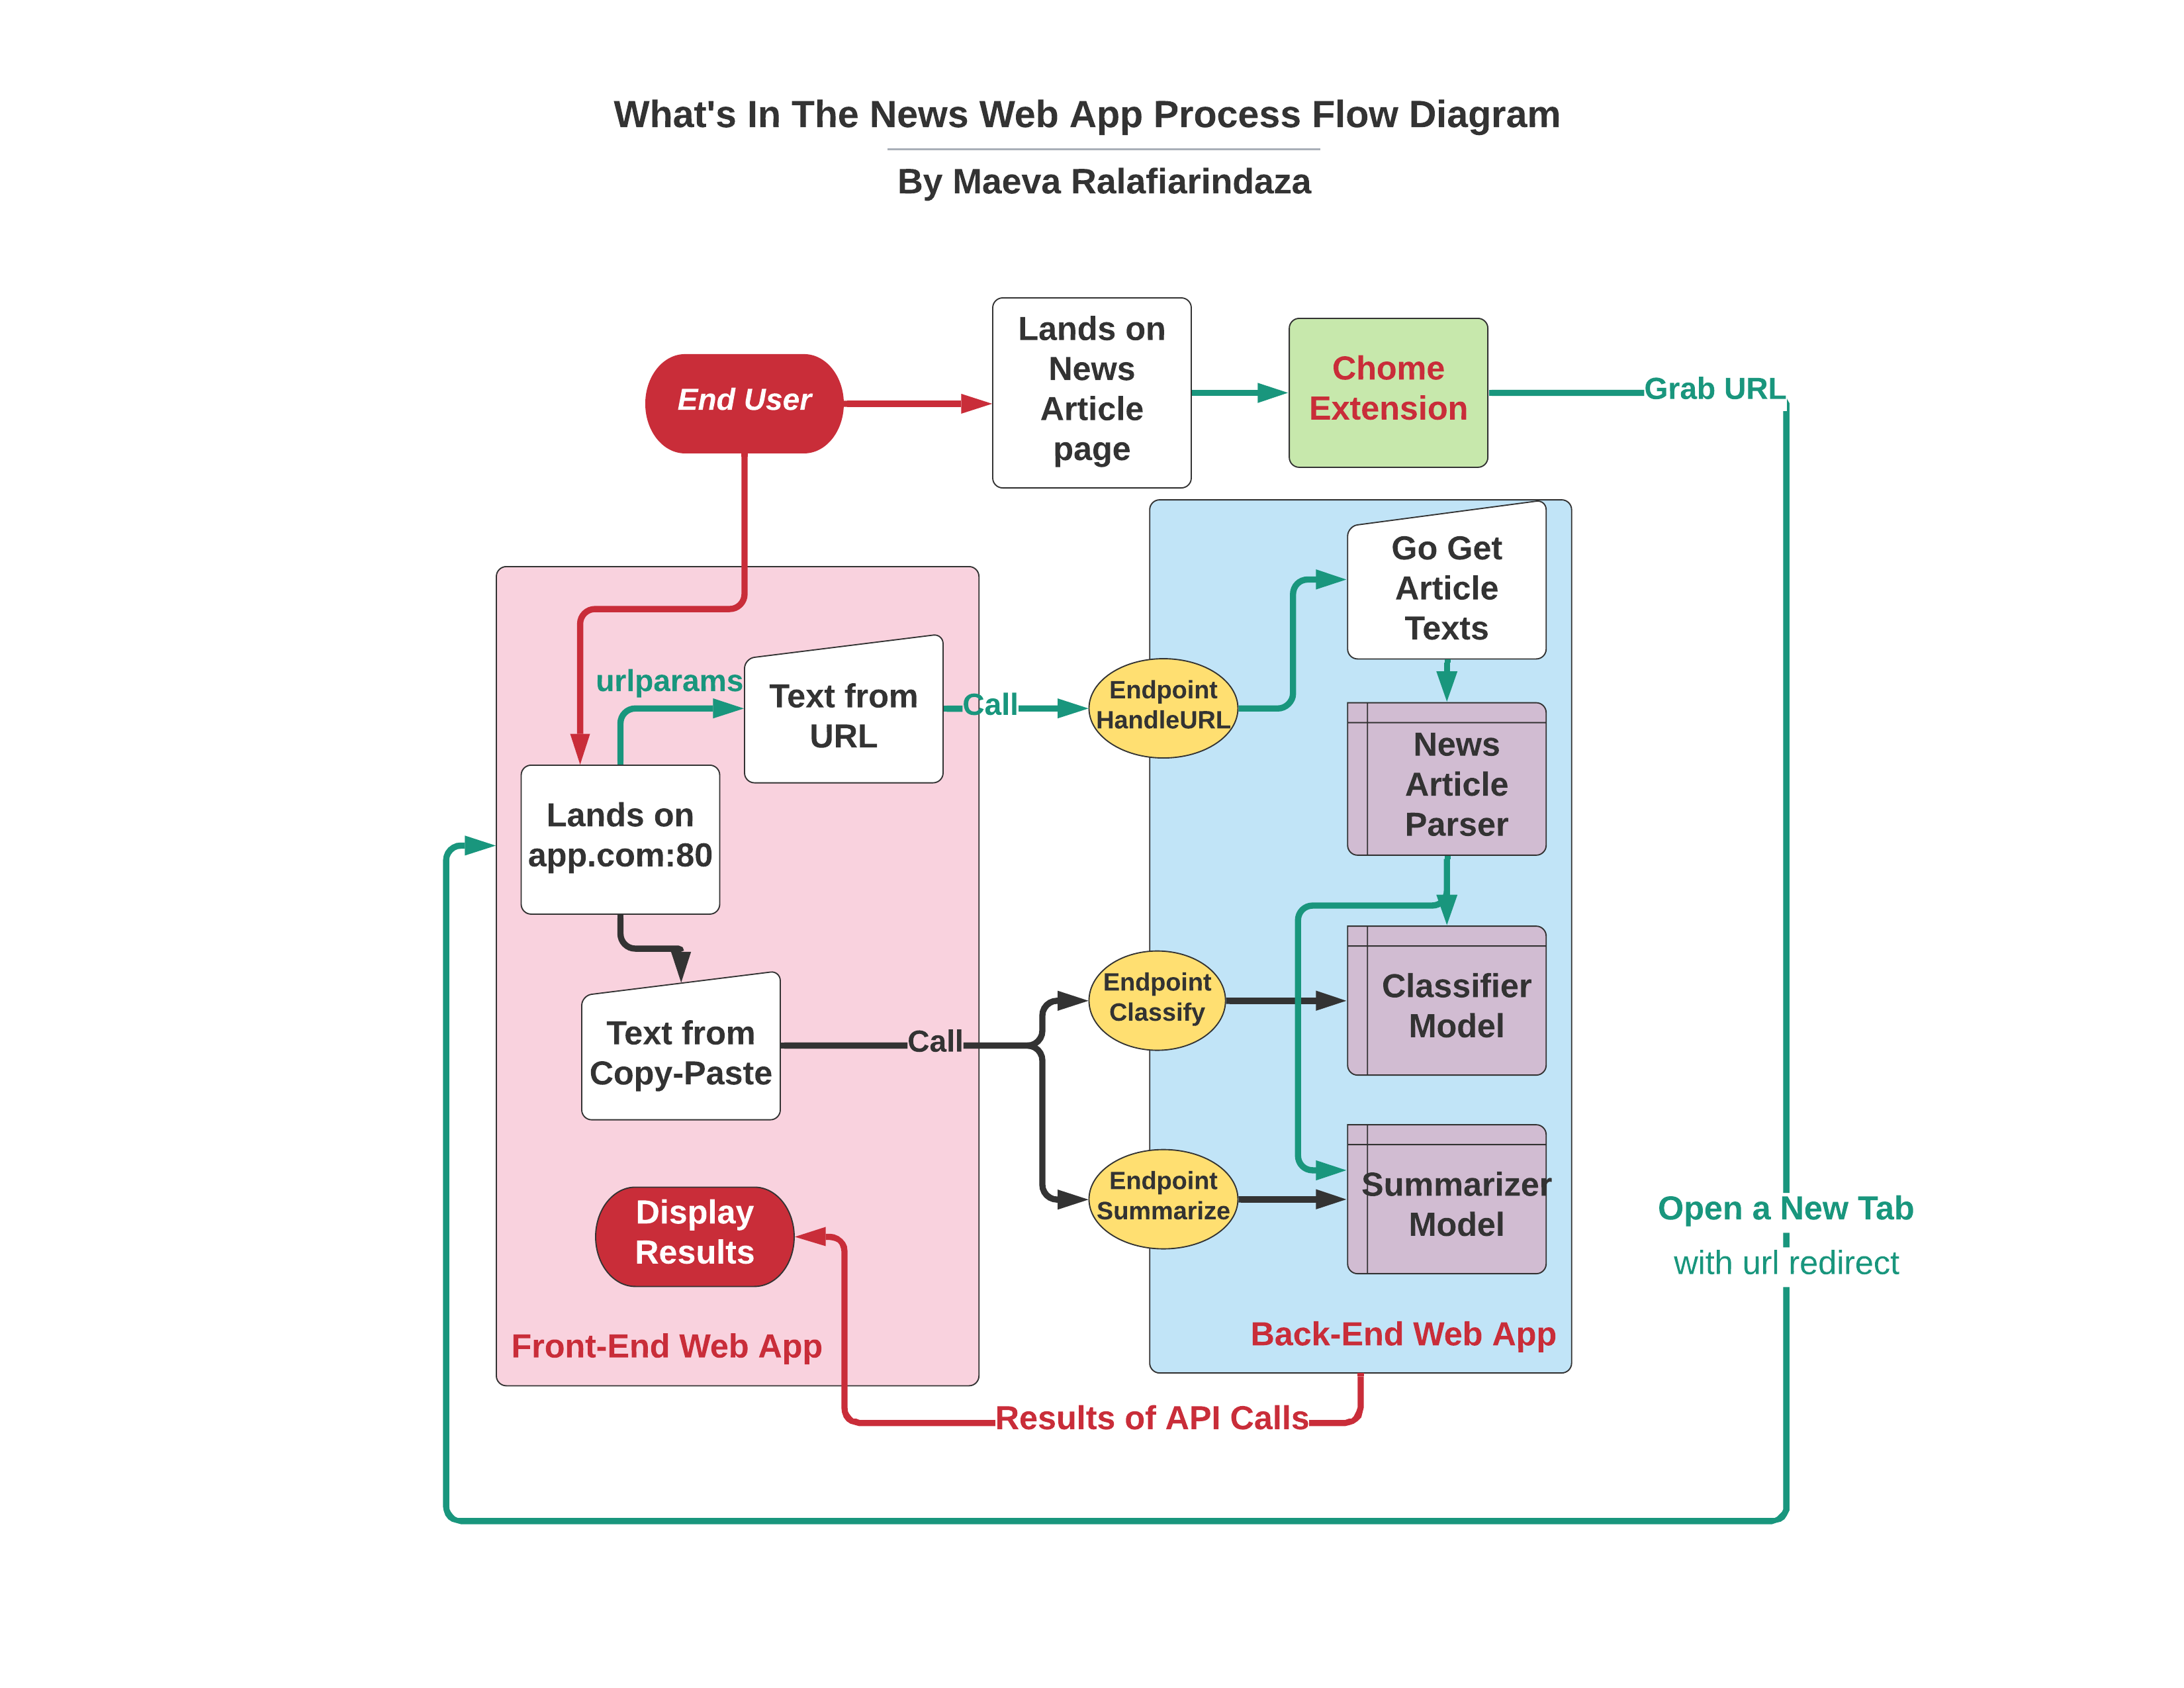 What's In The News Web App Process Flow Diagram
By Maeva Ralafiarindaza
End User
Lands on
News
Article
page
Chome
Extension
Grab URL
Go Get
Article
Texts
urlparams
Text from
URL
Call
Endpoint
HandleURL
News
Article
Parser
Lands on
app.com:80
Text from
Copy-Paste
Call
Endpoint
Classify
Classifier
Model
Endpoint
Summarize
Summarizer
Model
Display
Results
Open a New Tab
with url redirect
Front-End Web App
Back-End Web App
Results of API Calls